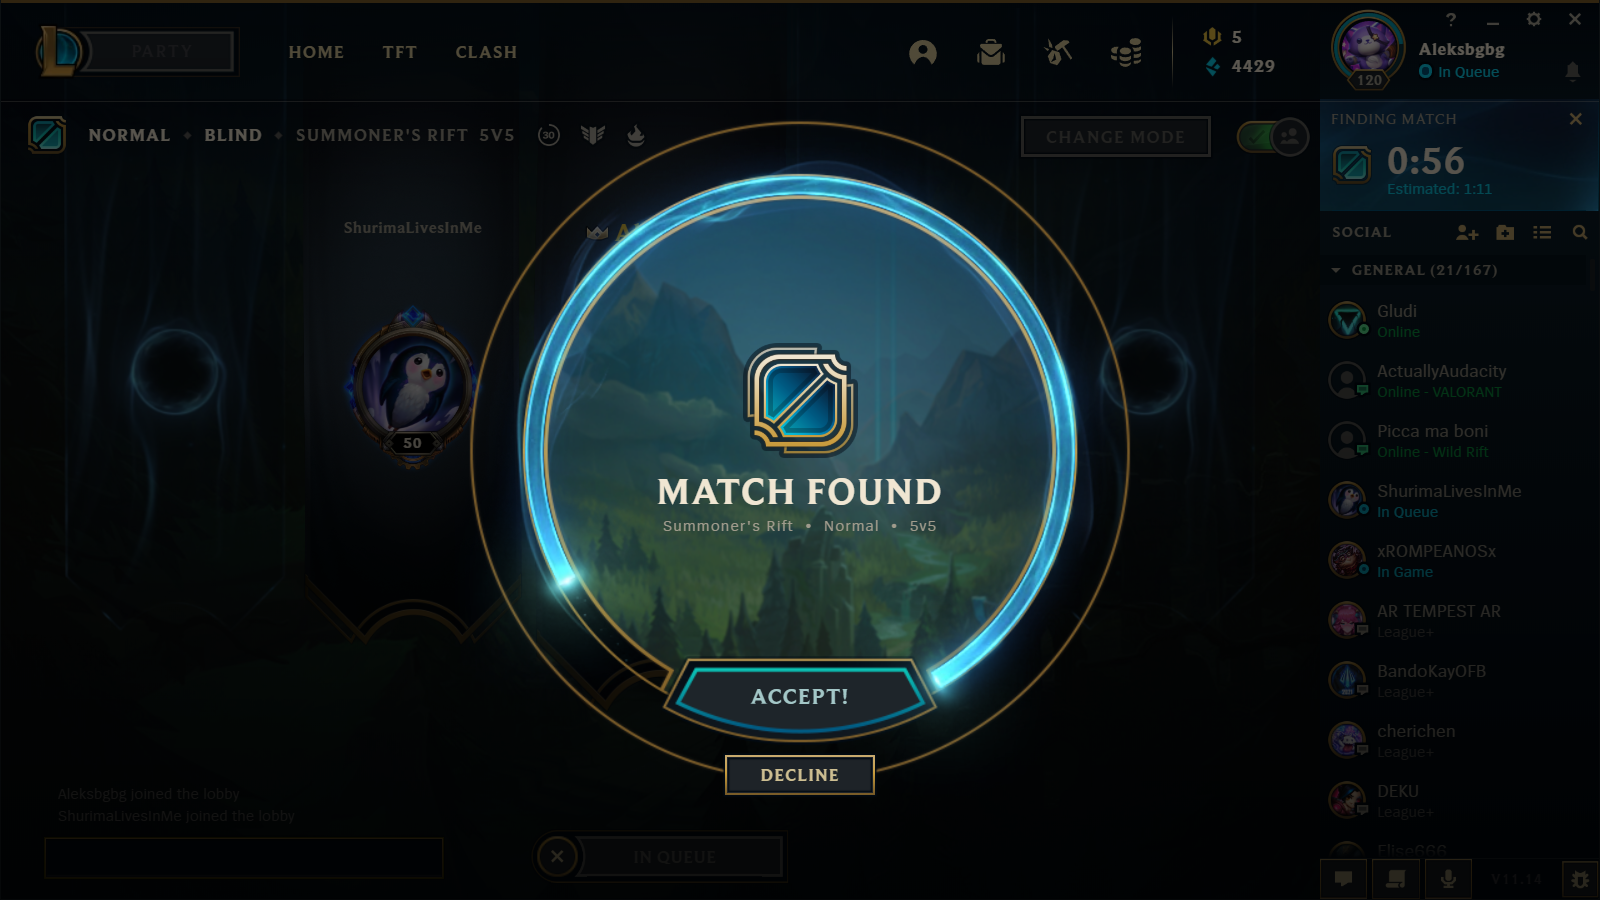 PARTY
HOME
TFT
CLASH
5
4429
?
Aleksbgbg
In Queue
120
NORMAL ◆ BLIND ◆ SUMMONER'S RIFT 5V5
30
CHANGE MODE
FINDING MATCH
0:56
Estimated: 1:11
SOCIAL
GENERAL (21/167)
Gludi
Online
ActuallyAudacity
Online - VALORANT
Picca ma boni
Online - Wild Rift
ShurimaLivesInMe
In Queue
xROMPEANOSx
In Game
AR TEMPEST AR
League+
BandoKayOFB
League+
cherichen
League+
DEKU
League+
Elise666
V11.14
ShurimaLivesInMe
50
MATCH FOUND
Summoner's Rift • Normal • 5v5
ACCEPT!
DECLINE
Aleksbgbg joined the lobby
ShurimaLivesInMe joined the lobby
IN QUEUE